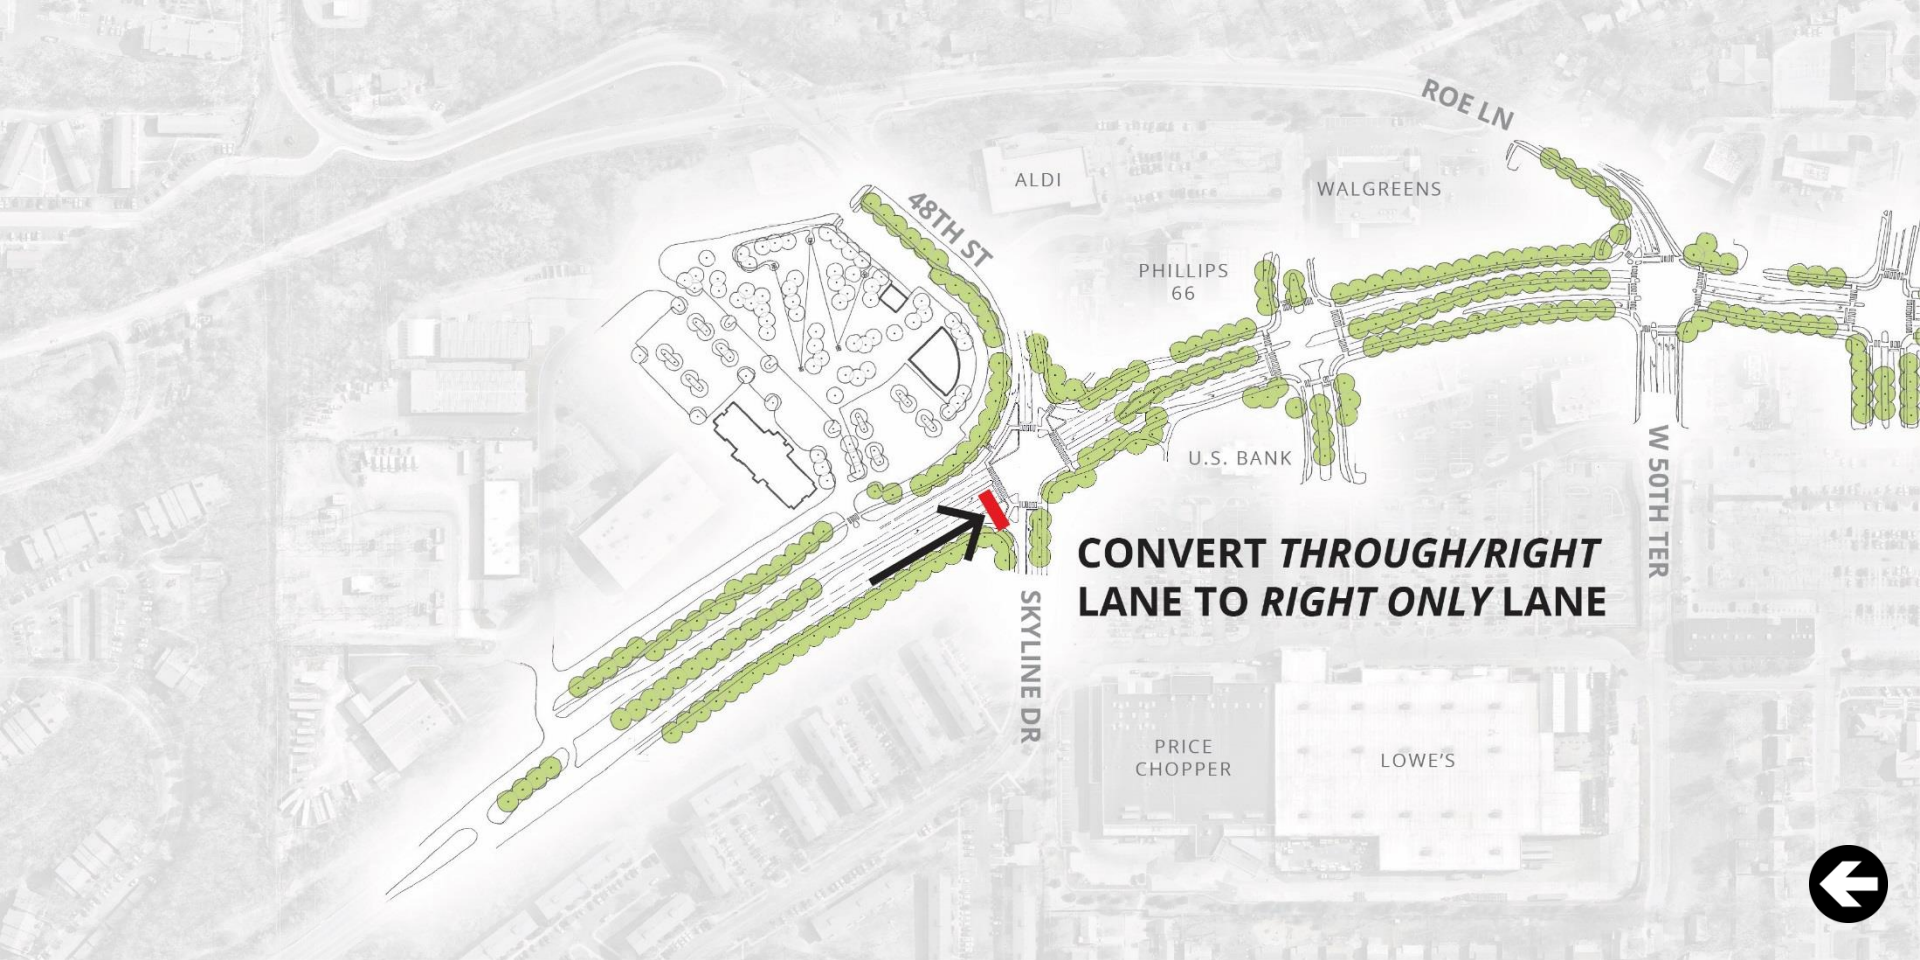 ROE LN
ALDI
WALGREENS
48TH ST
PHILLIPS
66
U.S. BANK
W 50TH TER
CONVERT THROUGH/RIGHT
LANE TO RIGHT ONLY LANE
SKYLINE DR
PRICE
CHOPPER
LOWE'S